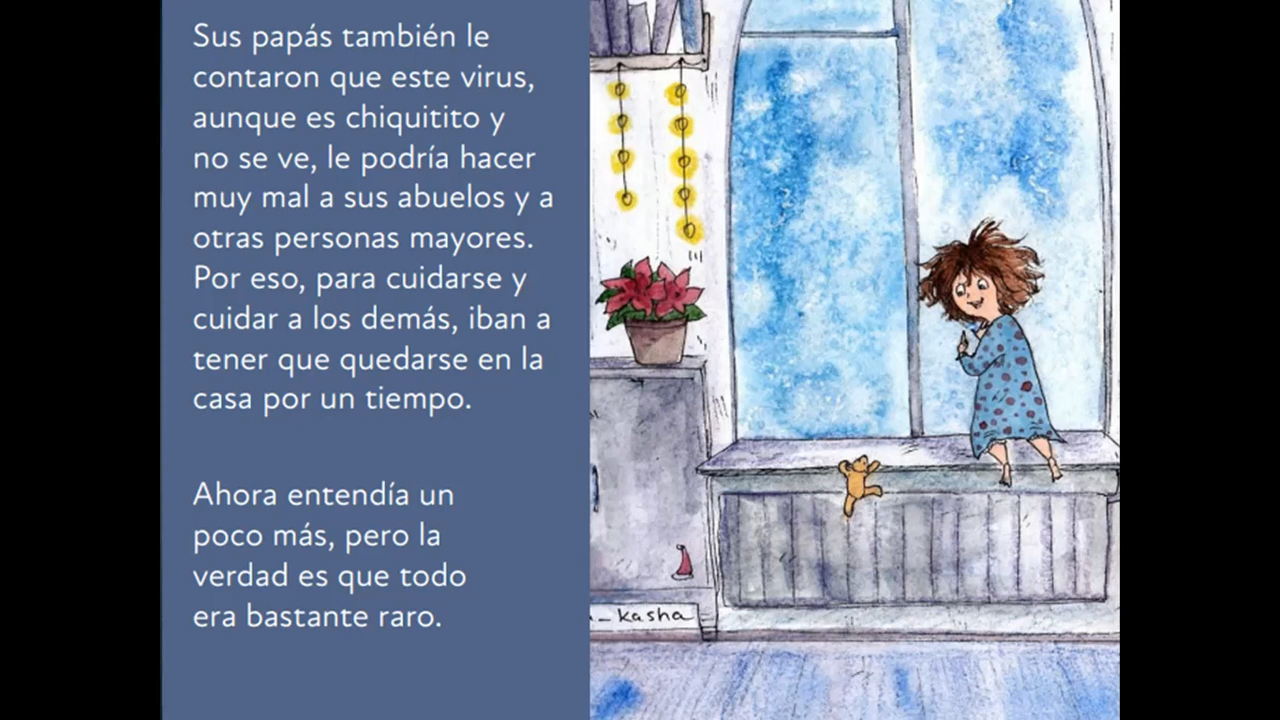 Sus papás también le
contaron que este virus,
aunque es chiquitito y
no se ve, le podría hacer
muy mal a sus abuelos y a
otras personas mayores.
Por eso, para cuidarse y
cuidar a los demás, iban a
tener que quedarse en la
casa por un tiempo.
Ahora entendía un
poco más, pero la
verdad es que todo
era bastante raro.
_kasha